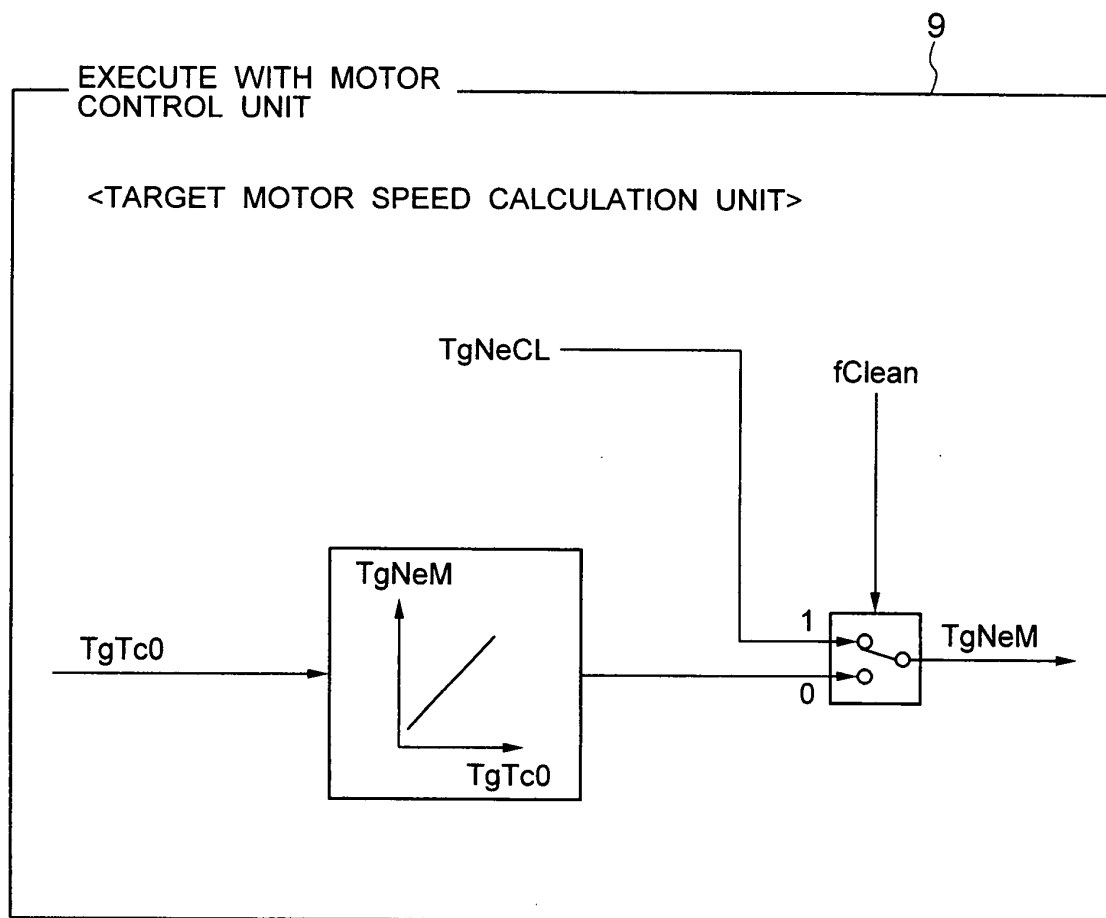 9
EXECUTE WITH MOTOR
CONTROL UNIT
<TARGET MOTOR SPEED CALCULATION UNIT>
TgNeCL
fClean
TgNeM
1
TgNeM
TgTc0
0
TgTc0